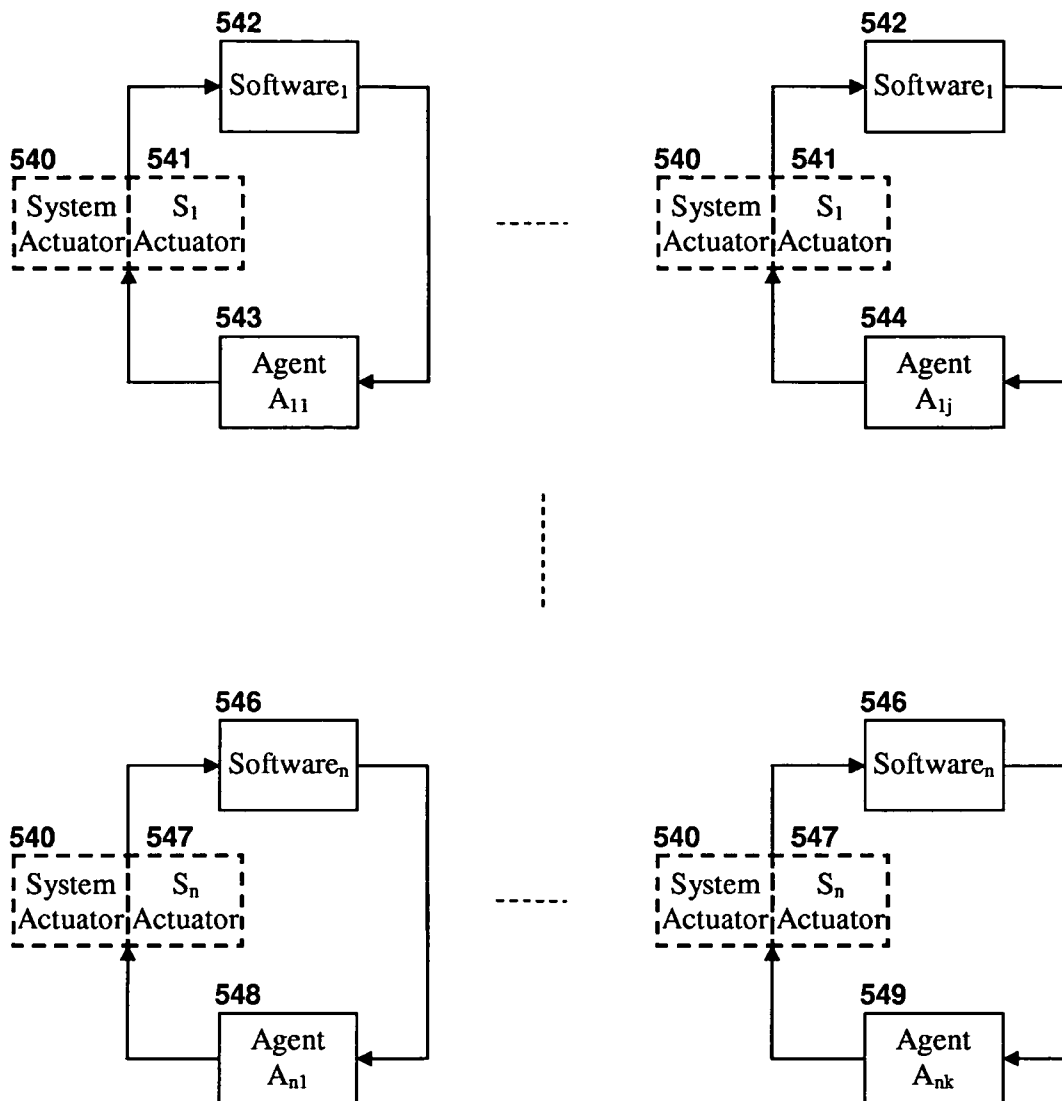 542
Software₁
540
541
System
Actuator
S₁
Actuator
543
Agent
A₁₁
542
Software₁
540
541
System
Actuator
S₁
Actuator
544
Agent
A₁ⱼ
546
Softwareₙ
540
547
System
Actuator
Sₙ
Actuator
548
Agent
Aₙ₁
546
Softwareₙ
540
547
System
Actuator
Sₙ
Actuator
549
Agent
Aₙₖ